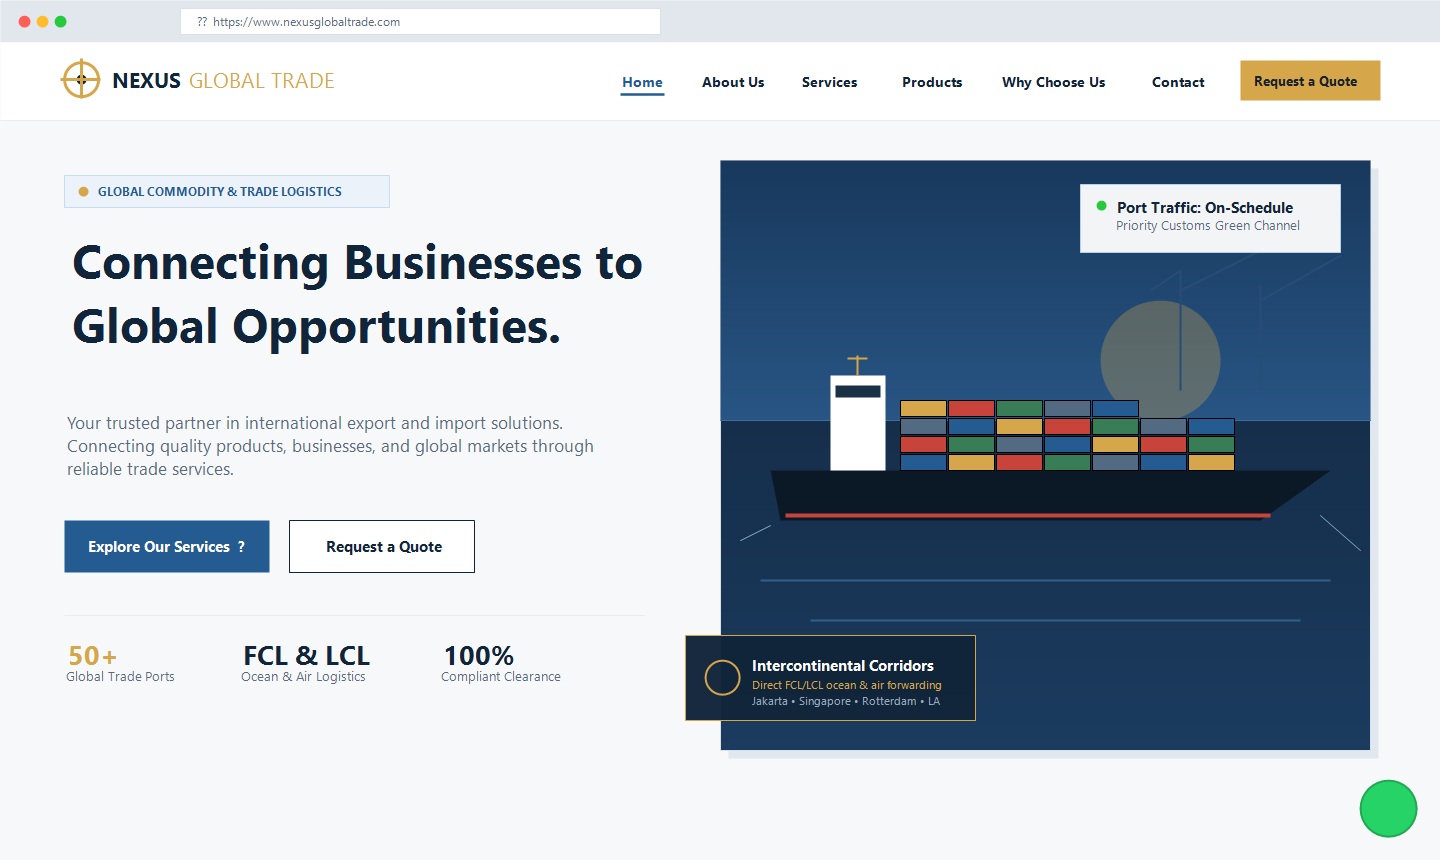 ?? https://www.nexusglobaltrade.com
NEXUS GLOBAL TRADE
Home
About Us
Services
Products
Why Choose Us
Contact
Request a Quote
GLOBAL COMMODITY & TRADE LOGISTICS
Connecting Businesses to
Global Opportunities.
Your trusted partner in international export and import solutions.
Connecting quality products, businesses, and global markets through
reliable trade services.
Explore Our Services ?
Request a Quote
50+
Global Trade Ports
FCL & LCL
Ocean & Air Logistics
100%
Compliant Clearance
Port Traffic: On-Schedule
Priority Customs Green Channel
Intercontinental Corridors
Direct FCL/LCL ocean & air forwarding
Jakarta • Singapore • Rotterdam • LA